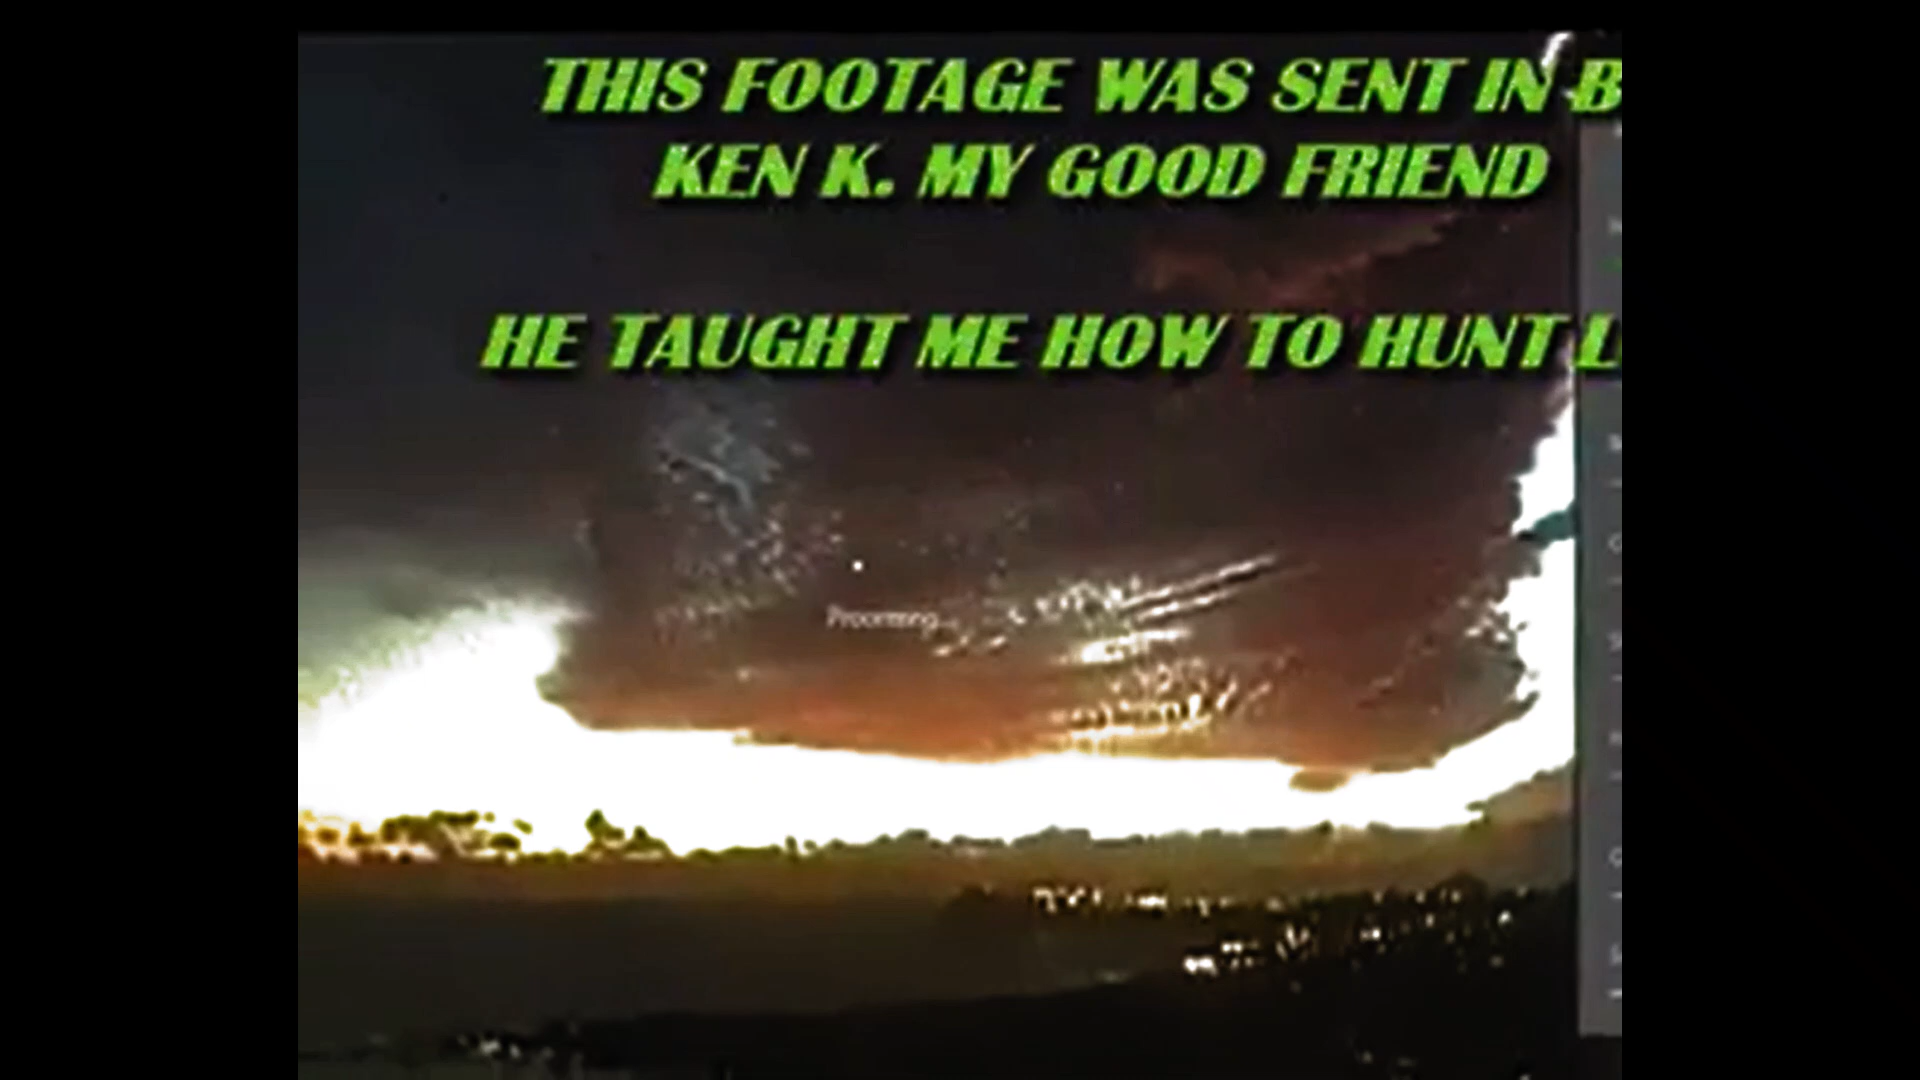 THIS FOOTAGE WAS SENT IN B
KEN K. MY GOOD FRIEND
HE TAUGHT ME HOW TO HUNT L